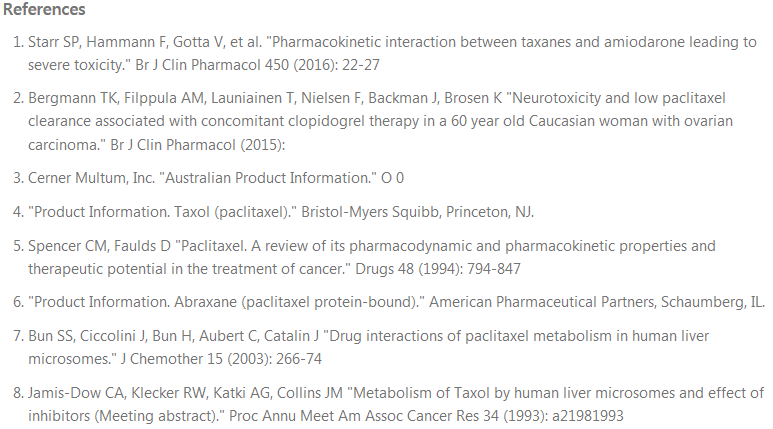 References
1. Starr SP, Hammann F, Gotta V, et al. "Pharmacokinetic interaction between taxanes and amiodarone leading to
severe toxicity." Br J Clin Pharmacol 450 (2016): 22-27
2. Bergmann TK, Filppula AM, Launiainen T, Nielsen F, Backman J, Brosen K "Neurotoxicity and low paclitaxel
clearance associated with concomitant clopidogrel therapy in a 60 year old Caucasian woman with ovarian
carcinoma." Br J Clin Pharmacol (2015):
3. Cerner Multum, Inc. "Australian Product Information." O 0
4. "Product Information. Taxol (paclitaxel)." Bristol-Myers Squibb, Princeton, NJ.
5. Spencer CM, Faulds D "Paclitaxel. A review of its pharmacodynamic and pharmacokinetic properties and
therapeutic potential in the treatment of cancer." Drugs 48 (1994): 794-847
6. "Product Information. Abraxane (paclitaxel protein-bound)." American Pharmaceutical Partners, Schaumberg, IL.
7. Bun SS, Ciccolini J, Bun H, Aubert C, Catalin J "Drug interactions of paclitaxel metabolism in human liver
microsomes." J Chemother 15 (2003): 266-74
8. Jamis-Dow CA, Klecker RW, Katki AG, Collins JM "Metabolism of Taxol by human liver microsomes and effect of
inhibitors (Meeting abstract)." Proc Annu Meet Am Assoc Cancer Res 34 (1993): a21981993